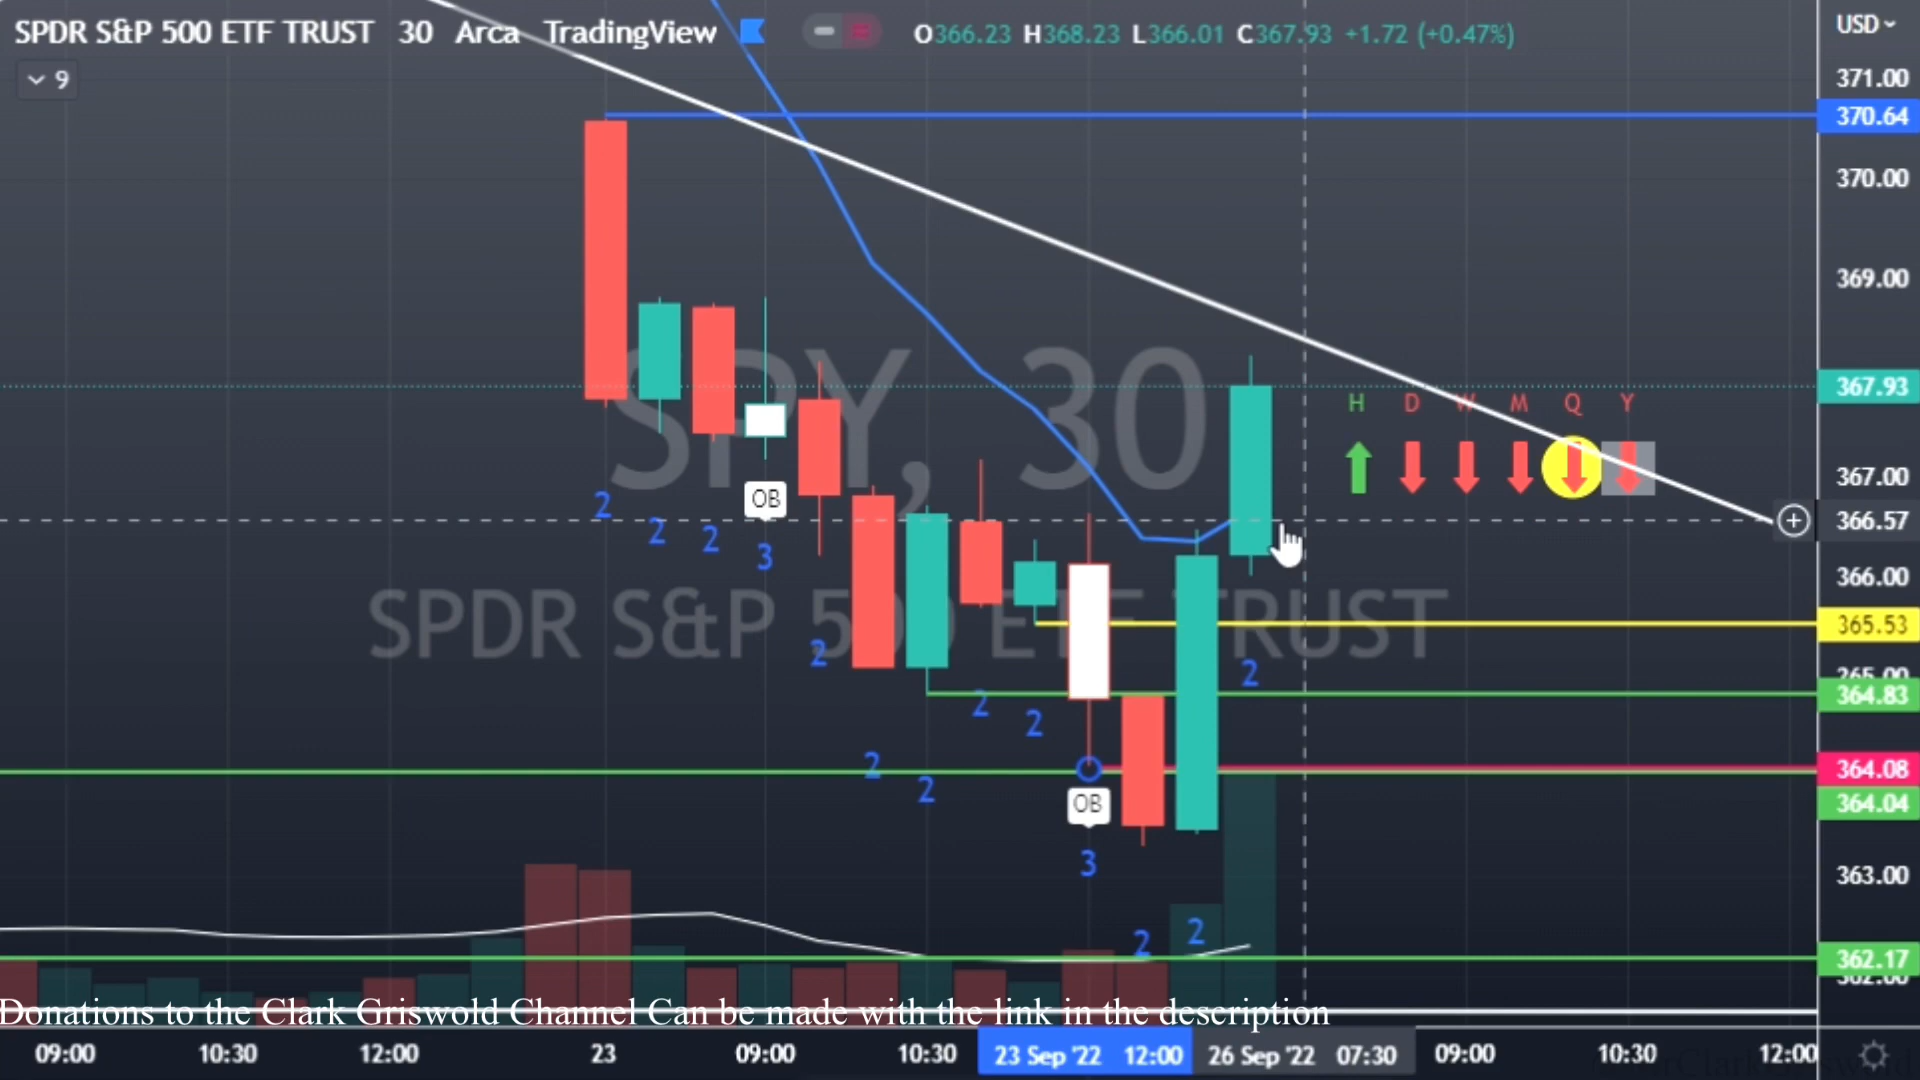 SPDR S&P 500 ETF TRUST 30 Arca TradingView O366.23 H368.23 L366.01 C367.93 +1.72 (+0.47%) USD
9
371.00
370.64
370.00
369.00
367.93
H D W M Q Y
367.00
366.57
366.00
365.53
365.00
364.83
364.08
364.04
363.00
362.17
362.00
SPY, 30
SPDR S&P 500 ETF TRUST
2 2 2 OB 3
2 2 2 2 2
OB
3
2 2 2
Donations to the Clark Griswold Channel Can be made with the link in the description
09:00 10:30 12:00 23 09:00 10:30 23 Sep '22 12:00 26 Sep '22 07:30 09:00 10:30 12:00